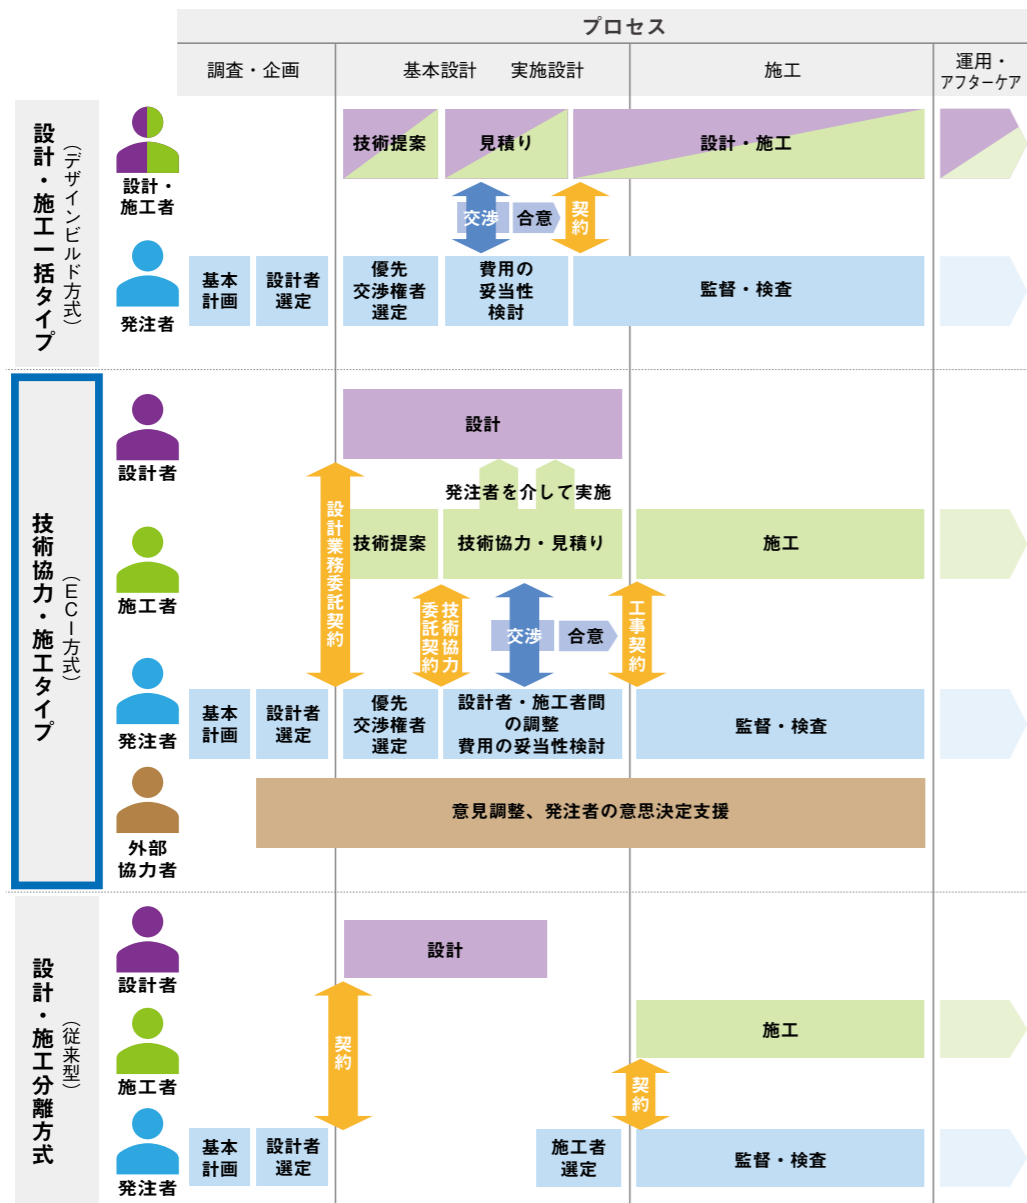 プロセス
調査・企画
基本設計
実施設計
施工
運用・
アフターケア
設計・施工一括タイプ
（デザインビルド方式）
設計・
施工者
技術提案
見積り
設計・施工
交渉
合意
契約
発注者
基本
計画
設計者
選定
優先
交渉権者
選定
費用の
妥当性
検討
監督・検査
技術協力・施工タイプ
（ECI方式）
設計者
設計
設計業務委託契約
発注者を介して実施
施工者
技術提案
技術協力・見積り
施工
技術協力
委託契約
交渉
合意
工事契約
発注者
基本
計画
設計者
選定
優先
交渉権者
選定
設計者・施工者間
の調整
費用の妥当性検討
監督・検査
外部
協力者
意見調整、発注者の意思決定支援
設計・施工分離方式
（従来型）
設計者
設計
契約
施工者
施工
契約
発注者
基本
計画
設計者
選定
施工者
選定
監督・検査